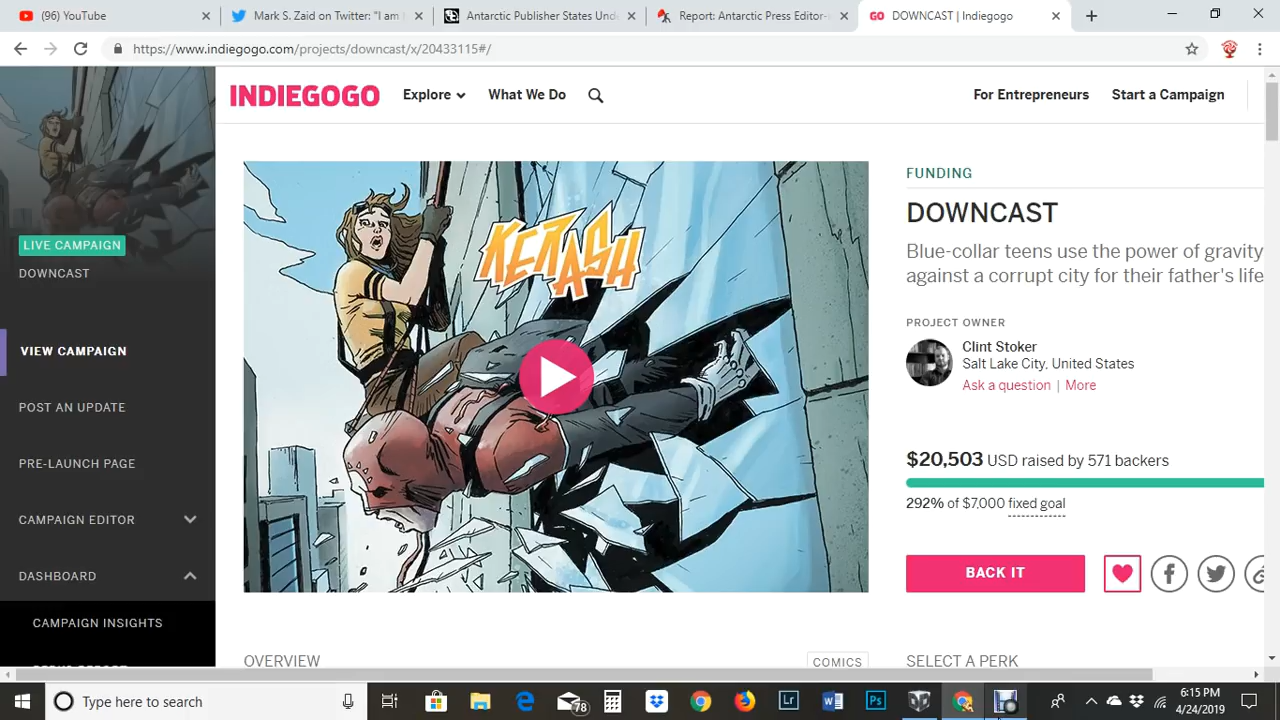 (96) YouTube
Mark S. Zaid on Twitter: "I am
Antarctic Publisher States Und
Report: Antarctic Press Editor-
GO DOWNCAST | Indiegogo
https://www.indiegogo.com/projects/downcast/x/20433115#/
INDIEGOGO
Explore
What We Do
For Entrepreneurs
Start a Campaign
LIVE CAMPAIGN
DOWNCAST
VIEW CAMPAIGN
POST AN UPDATE
PRE-LAUNCH PAGE
CAMPAIGN EDITOR
DASHBOARD
CAMPAIGN INSIGHTS
KERASH
FUNDING
DOWNCAST
Blue-collar teens use the power of gravity
against a corrupt city for their father's life
PROJECT OWNER
Clint Stoker
Salt Lake City, United States
Ask a question | More
$20,503 USD raised by 571 backers
292% of $7,000 fixed goal
BACK IT
OVERVIEW
COMICS
SELECT A PERK
Type here to search
78
Lr
Ps
6:15 PM
4/24/2019